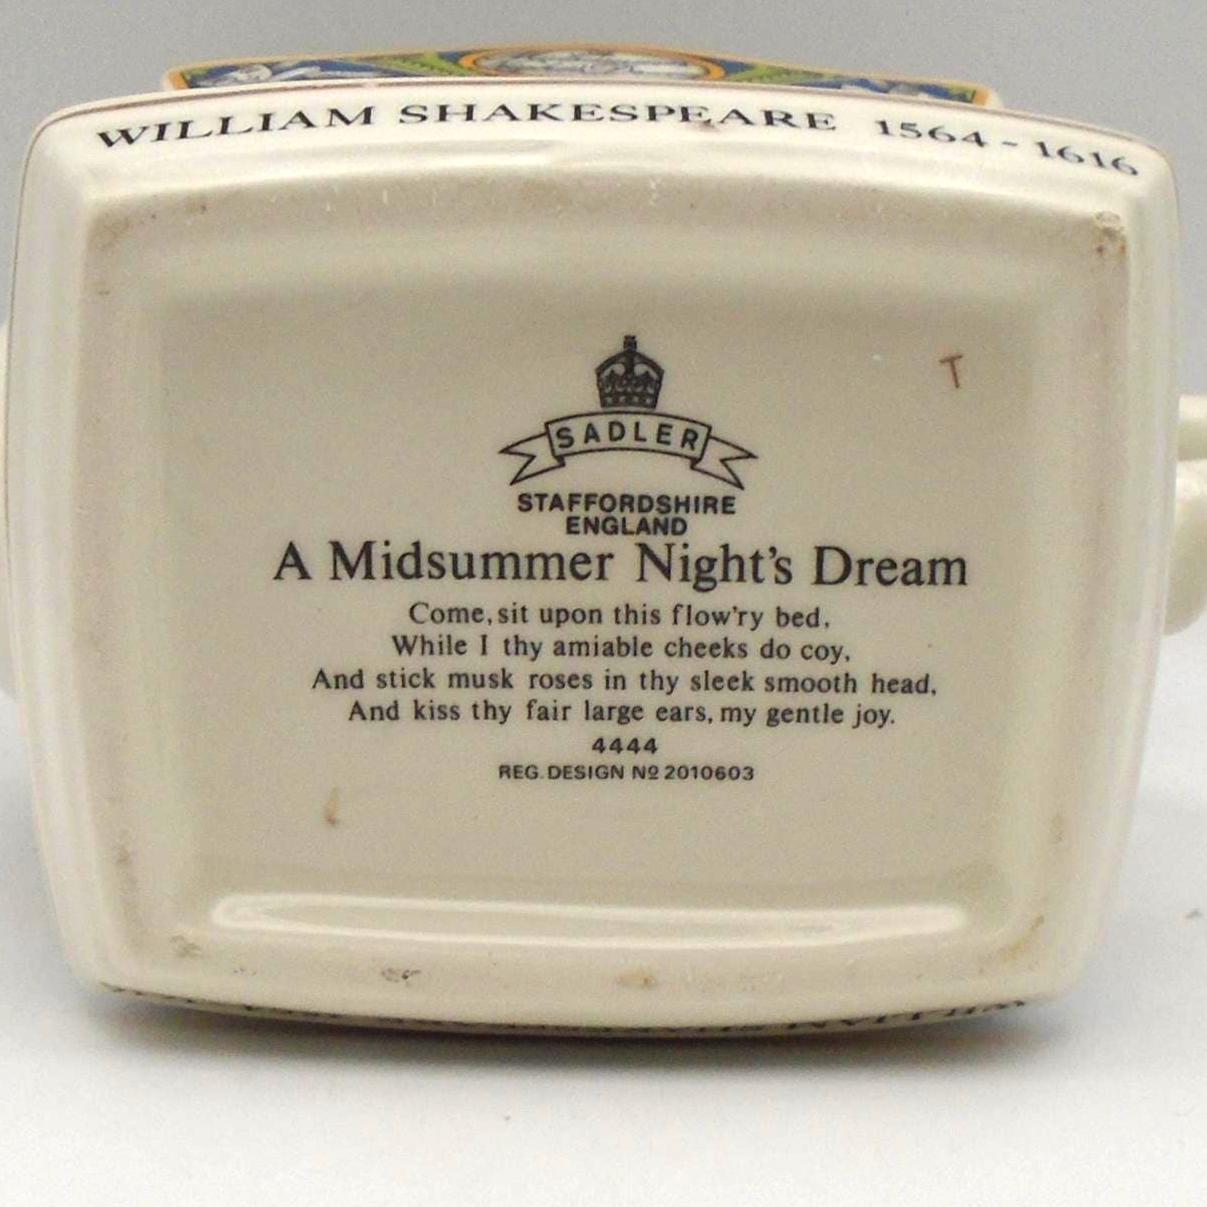 WILLIAM SHAKESPEARE 1564 - 1616
T
SADLER
STAFFORDSHIRE
ENGLAND
A Midsummer Night's Dream
Come, sit upon this flow'ry bed,
While I thy amiable cheeks do coy,
And stick musk roses in thy sleek smooth head,
And kiss thy fair large ears, my gentle joy.
4444
REG. DESIGN Nº 2010603